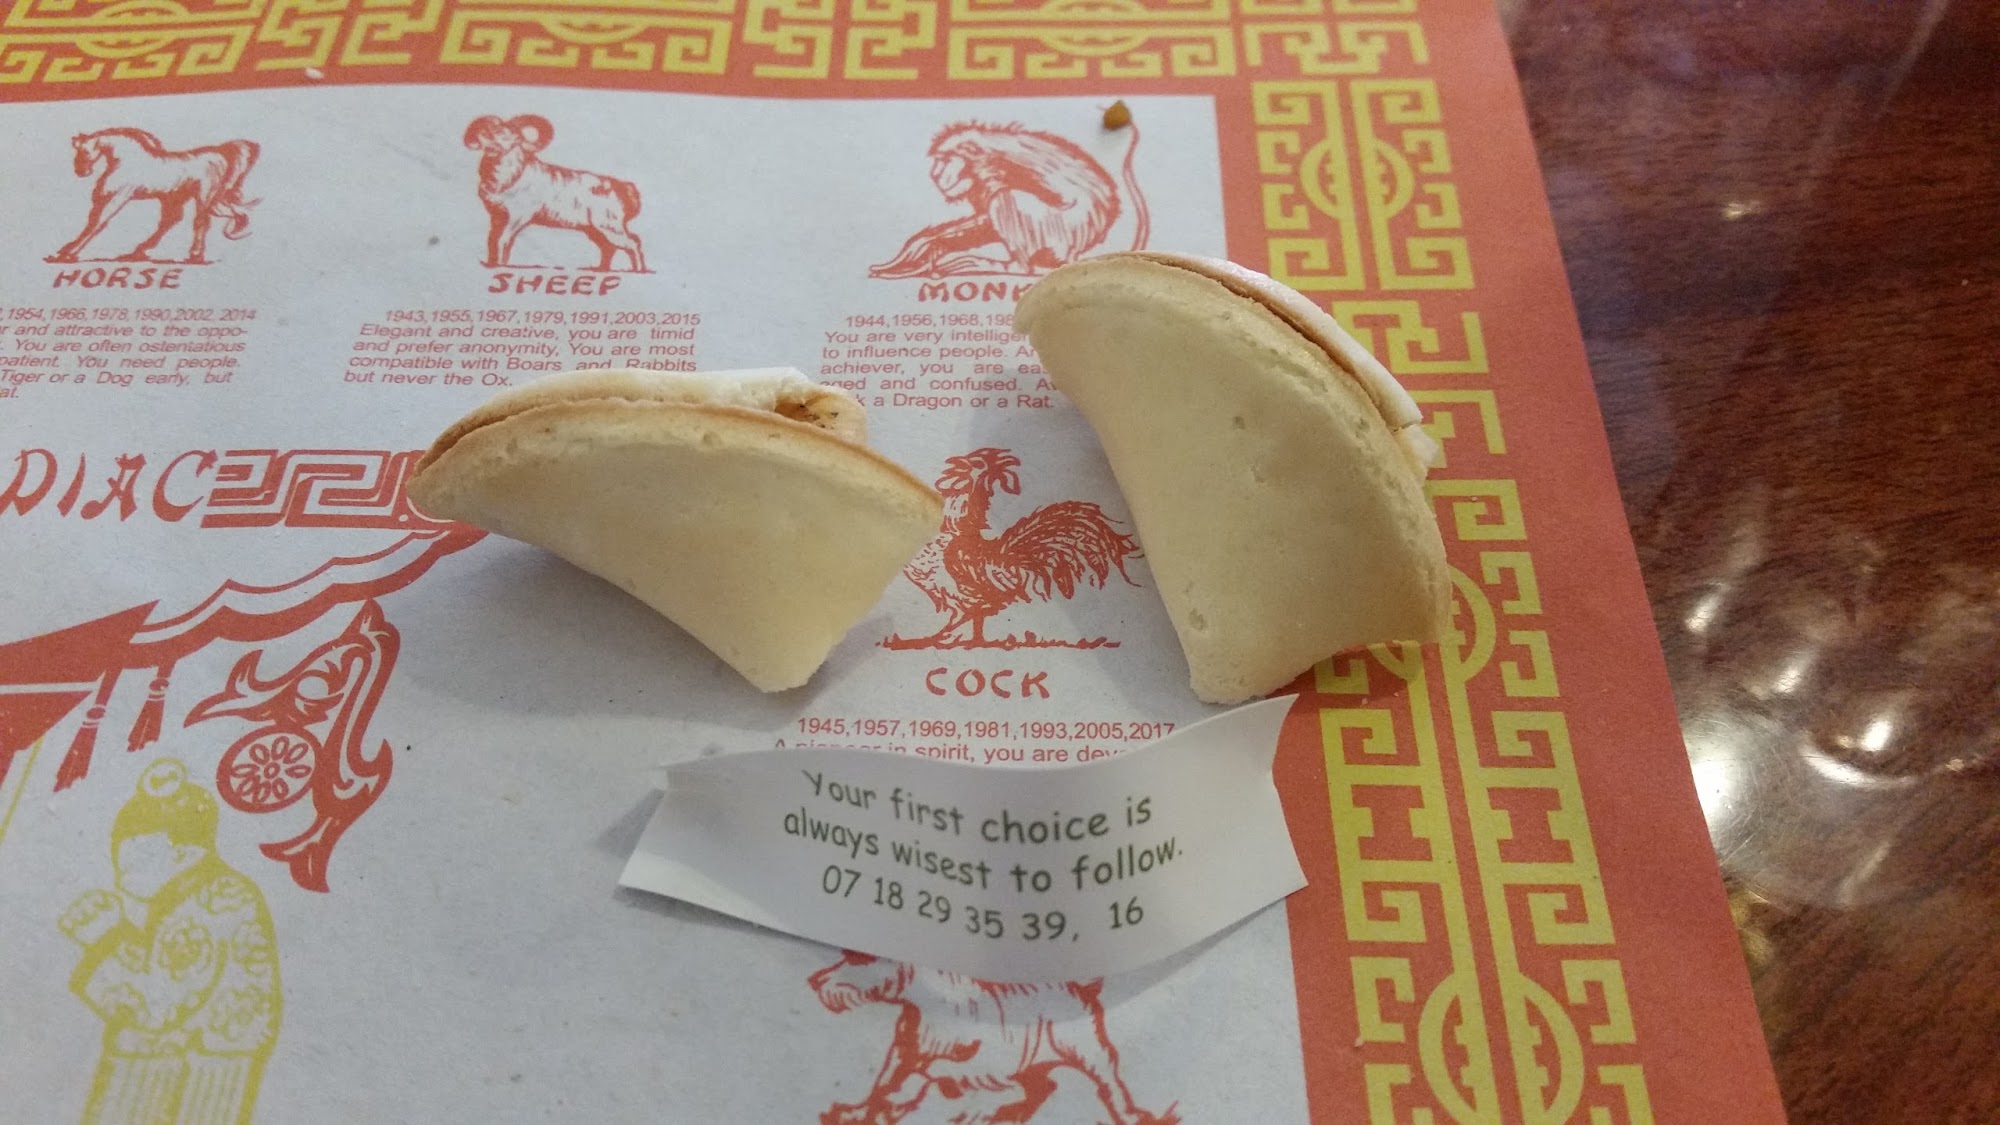 HORSE
1954, 1966, 1978, 1990, 2002, 2014
and attractive to the oppo-
You are often ostentatious
You need people.
Tiger or a Dog early, but
SHEEP
1943, 1955, 1967, 1979, 1991, 2003, 2015
Elegant and creative, you are timid
and prefer anonymity, You are most
compatible with Boars and Rabbits
but never the Ox.
1944, 1956, 1968,
You are very
to influence people.
achiever, you are
and confused.
a Dragon or a Rat.
COCK
1945, 1957, 1969, 1981, 1993, 2005, 2017
A pioneer in spirit, you are
Your first choice is
always wisest to follow.
07 18 29 35 39, 16